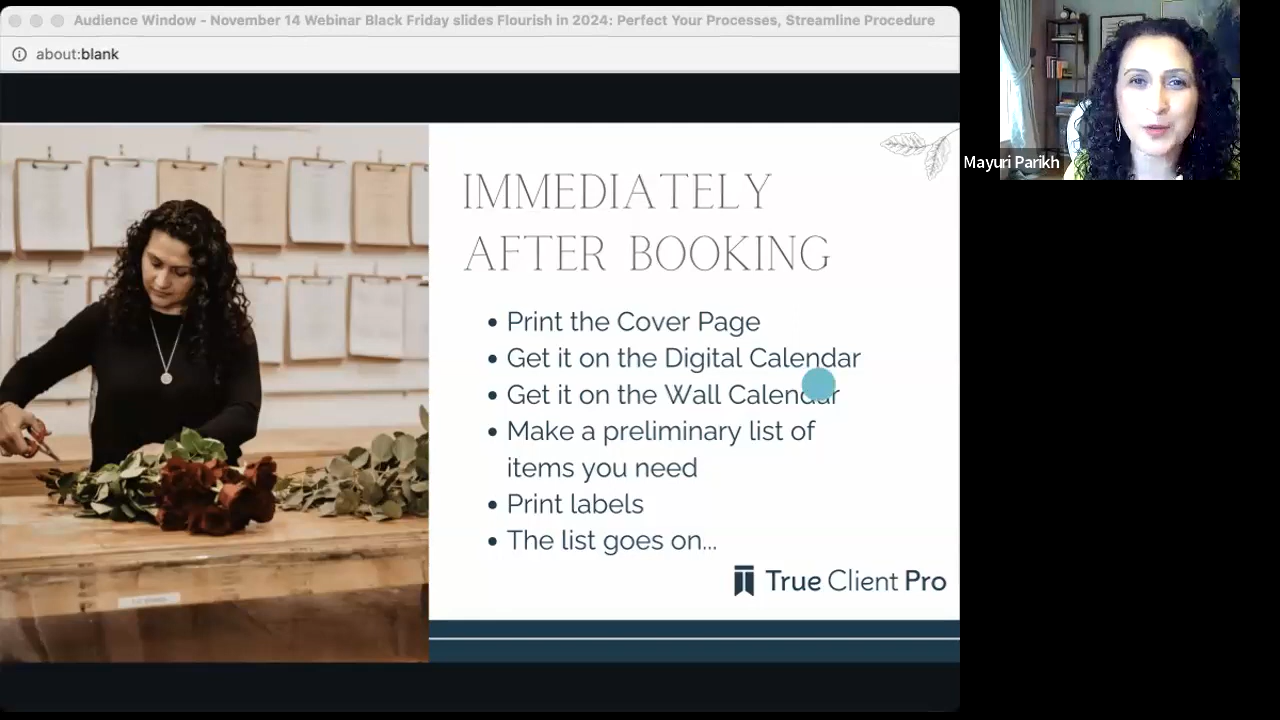 Audience Window - November 14 Webinar Black Friday slides Flourish in 2024: Perfect Your Processes, Streamline Procedure
about:blank
Mayuri Parikh
IMMEDIATELY
AFTER BOOKING
• Print the Cover Page
• Get it on the Digital Calendar
• Get it on the Wall Calendar
• Make a preliminary list of
items you need
• Print labels
• The list goes on...
True Client Pro